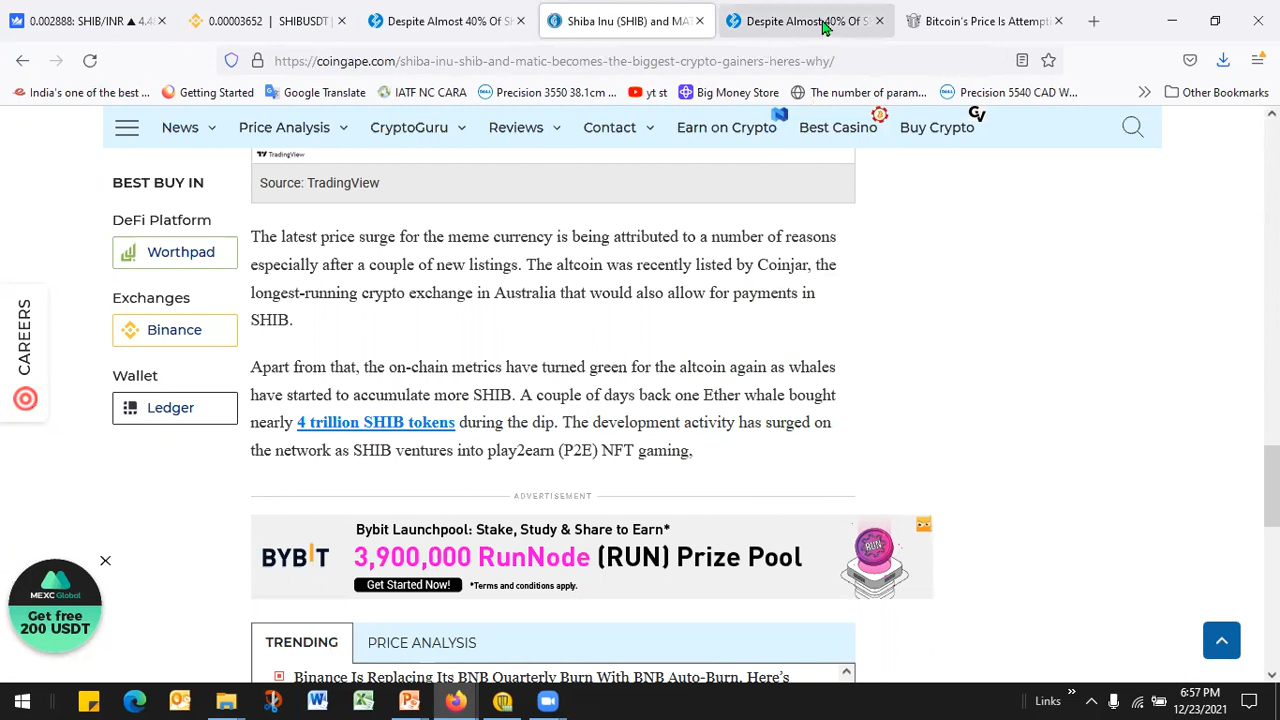 0.002888: SHIB/INR ▲ 4.4
0.00003652 | SHIBUSDT |
Despite Almost 40% Of S
Shiba Inu (SHIB) and MAT
Despite Almost 40% Of S
Bitcoin's Price Is Attempti
https://coingape.com/shiba-inu-shib-and-matic-becomes-the-biggest-crypto-gainers-heres-why/
India's one of the best ...
Getting Started
Google Translate
IATF NC CARA
Precision 3550 38.1cm...
yt st
Big Money Store
The number of param...
Precision 5540 CAD W...
Other Bookmarks
News
Price Analysis
CryptoGuru
Reviews
Contact
Earn on Crypto
Best Casino
Buy Crypto
BEST BUY IN
DeFi Platform
Worthpad
Exchanges
Binance
Wallet
Ledger
CAREERS
TradingView
Source: TradingView
The latest price surge for the meme currency is being attributed to a number of reasons
especially after a couple of new listings. The altcoin was recently listed by Coinjar, the
longest-running crypto exchange in Australia that would also allow for payments in
SHIB.
Apart from that, the on-chain metrics have turned green for the altcoin again as whales
have started to accumulate more SHIB. A couple of days back one Ether whale bought
nearly 4 trillion SHIB tokens during the dip. The development activity has surged on
the network as SHIB ventures into play2earn (P2E) NFT gaming,
ADVERTISEMENT
BYBIT
Bybit Launchpool: Stake, Study & Share to Earn*
3,900,000 RunNode (RUN) Prize Pool
Get Started Now!
*Terms and conditions apply.
RUN
MEXC Global
Get free
200 USDT
TRENDING
PRICE ANALYSIS
Binance Is Replacing Its BNB Quarterly Burn With BNB Auto-Burn, Here's
Links
6:57 PM
12/23/2021